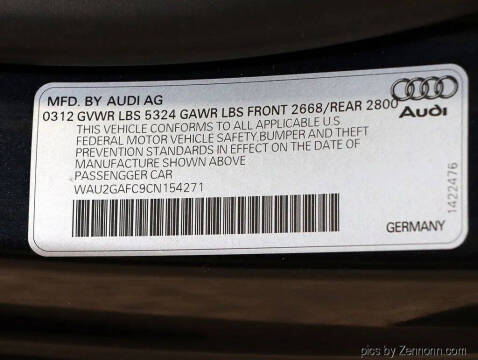 MFD. BY AUDI AG
0312 GVWR LBS 5324 GAWR LBS FRONT 2668/REAR 2800
THIS VEHICLE CONFORMS TO ALL APPLICABLE U.S.
FEDERAL MOTOR VEHICLE SAFETY, BUMPER AND THEFT
PREVENTION STANDARDS IN EFFECT ON THE DATE OF
MANUFACTURE SHOWN ABOVE
PASSENGGER CAR
WAU2GAFC9CN154271
Audi
1422476
GERMANY
pics by Zennonn.com